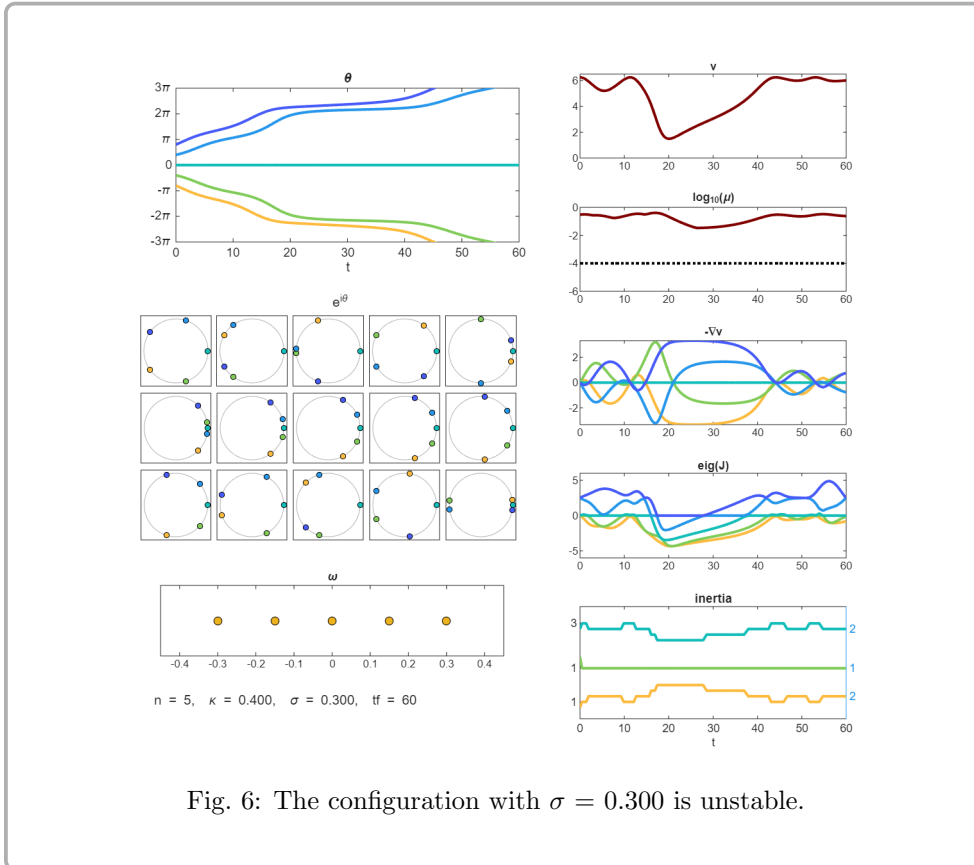 θ
3π
2π
π
0
-π
-2π
-3π
0 10 20 30 40 50 60
t
e^{iθ}
ω
-0.4 -0.3 -0.2 -0.1 0 0.1 0.2 0.3 0.4
n = 5, κ = 0.400, σ = 0.300, tf = 60
v
6
4
2
0
0 10 20 30 40 50 60
log₁₀(μ)
0
-2
-4
-6
0 10 20 30 40 50 60
-∇v
2
0
-2
0 10 20 30 40 50 60
eig(J)
5
0
-5
0 10 20 30 40 50 60
inertia
3 2
1 1
1 2
0 10 20 30 40 50 60
t
Fig. 6: The configuration with σ = 0.300 is unstable.